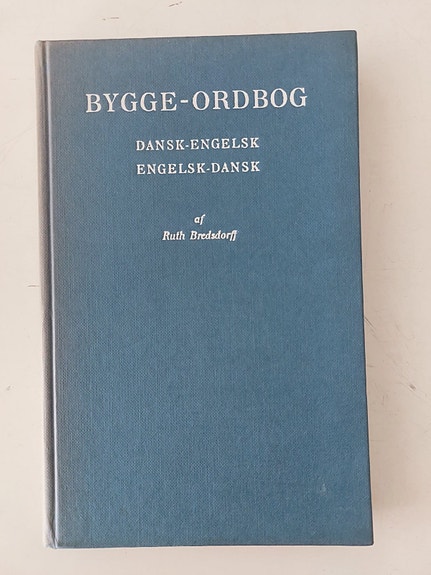 BYGGE-ORDBOG
DANSK-ENGELSK
ENGELSK-DANSK
af
Ruth Bredsdorff